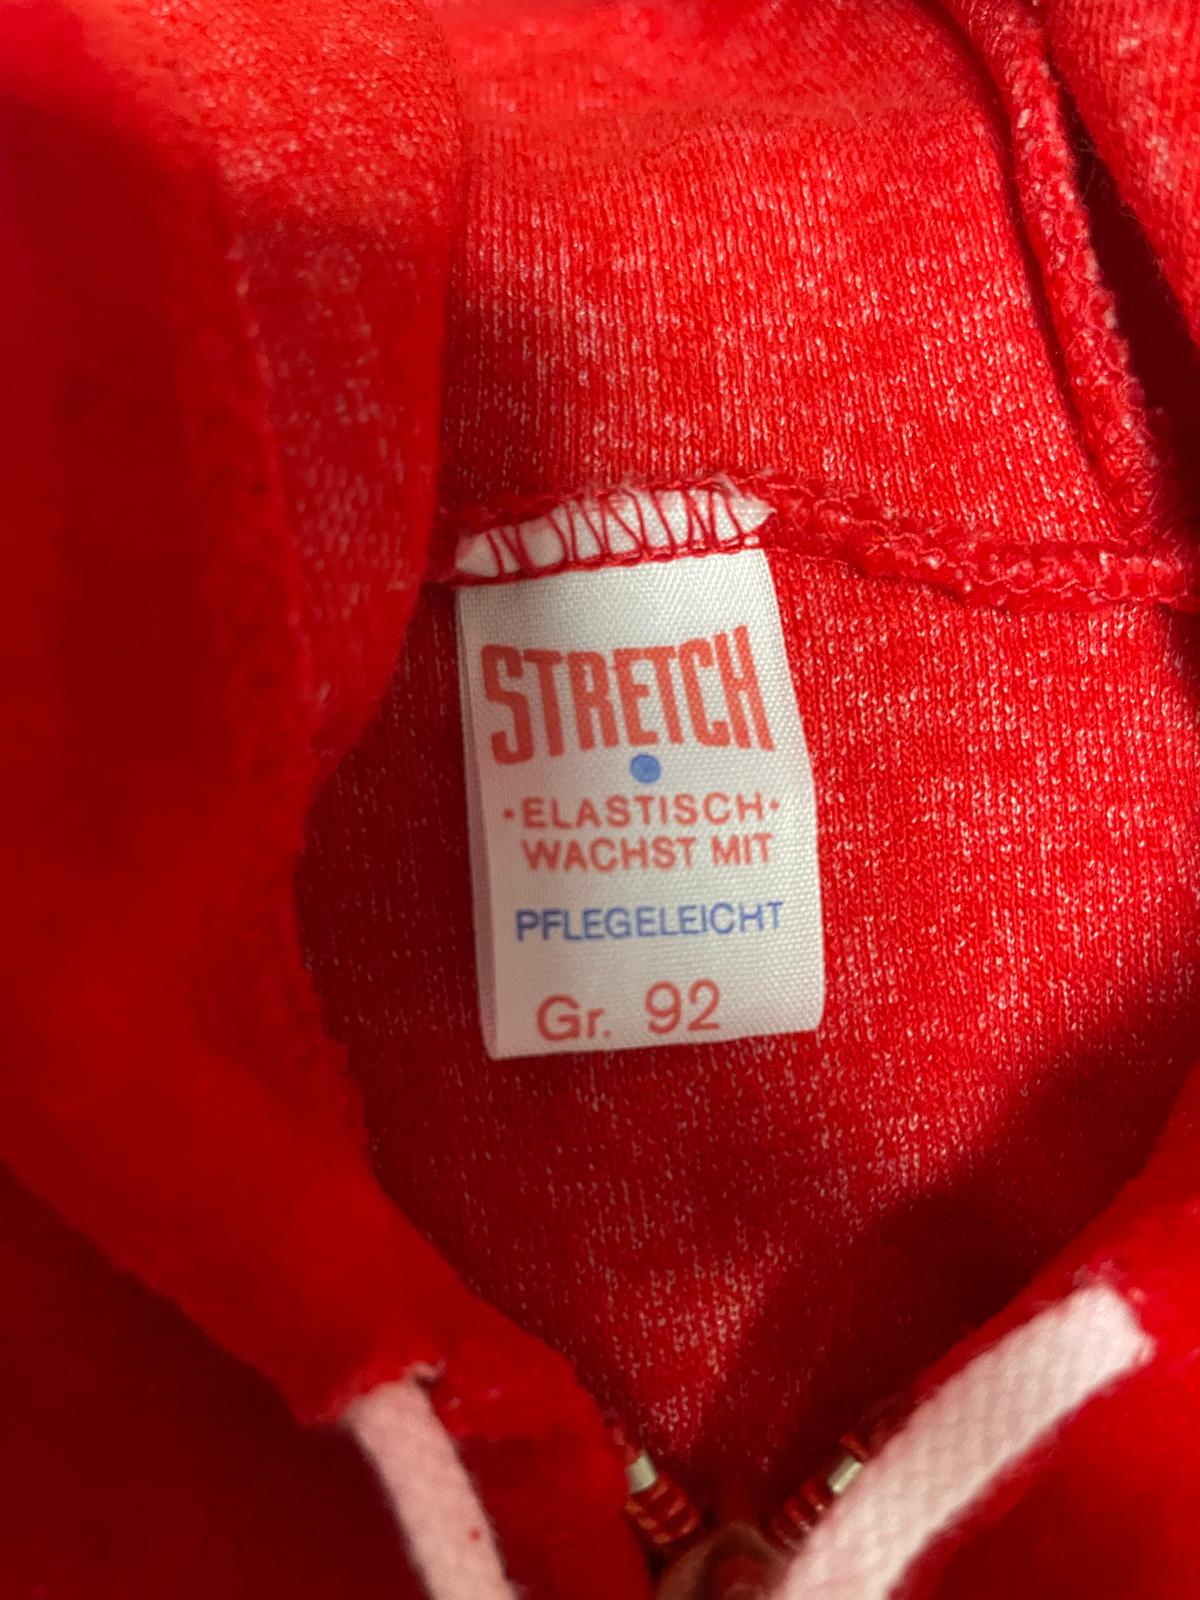 STRETCH
·ELASTISCH·
WACHST MIT
PFLEGELEICHT
Gr. 92